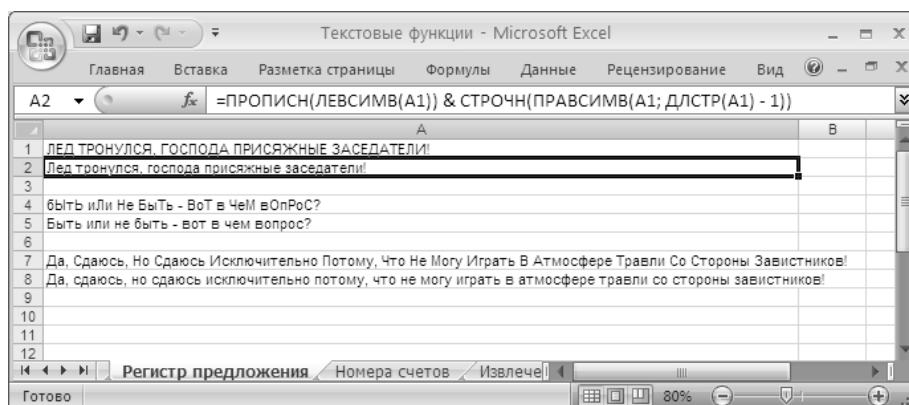 Текстовые функции - Microsoft Excel
Главная Вставка Разметка страницы Формулы Данные Рецензирование Вид
A2 fx =ПРОПИСН(ЛЕВСИМВ(A1)) & СТРОЧН(ПРАВСИМВ(A1; ДЛСТР(A1) - 1))
A B
1 ЛЕД ТРОНУЛСЯ, ГОСПОДА ПРИСЯЖНЫЕ ЗАСЕДАТЕЛИ!
2 Лед тронулся, господа присяжные заседатели!
3
4 бЫтЬ иЛи Не БыТь - ВоТ в ЧеМ вОпРоС?
5 Быть или не быть - вот в чем вопрос?
6
7 Да, Сдаюсь, Но Сдаюсь Исключительно Потому, Что Не Могу Играть В Атмосфере Травли Со Стороны Завистников!
8 Да, сдаюсь, но сдаюсь исключительно потому, что не могу играть в атмосфере травли со стороны завистников!
9
10
11
12
Регистр предложения Номера счетов Извлече
Готово 80%